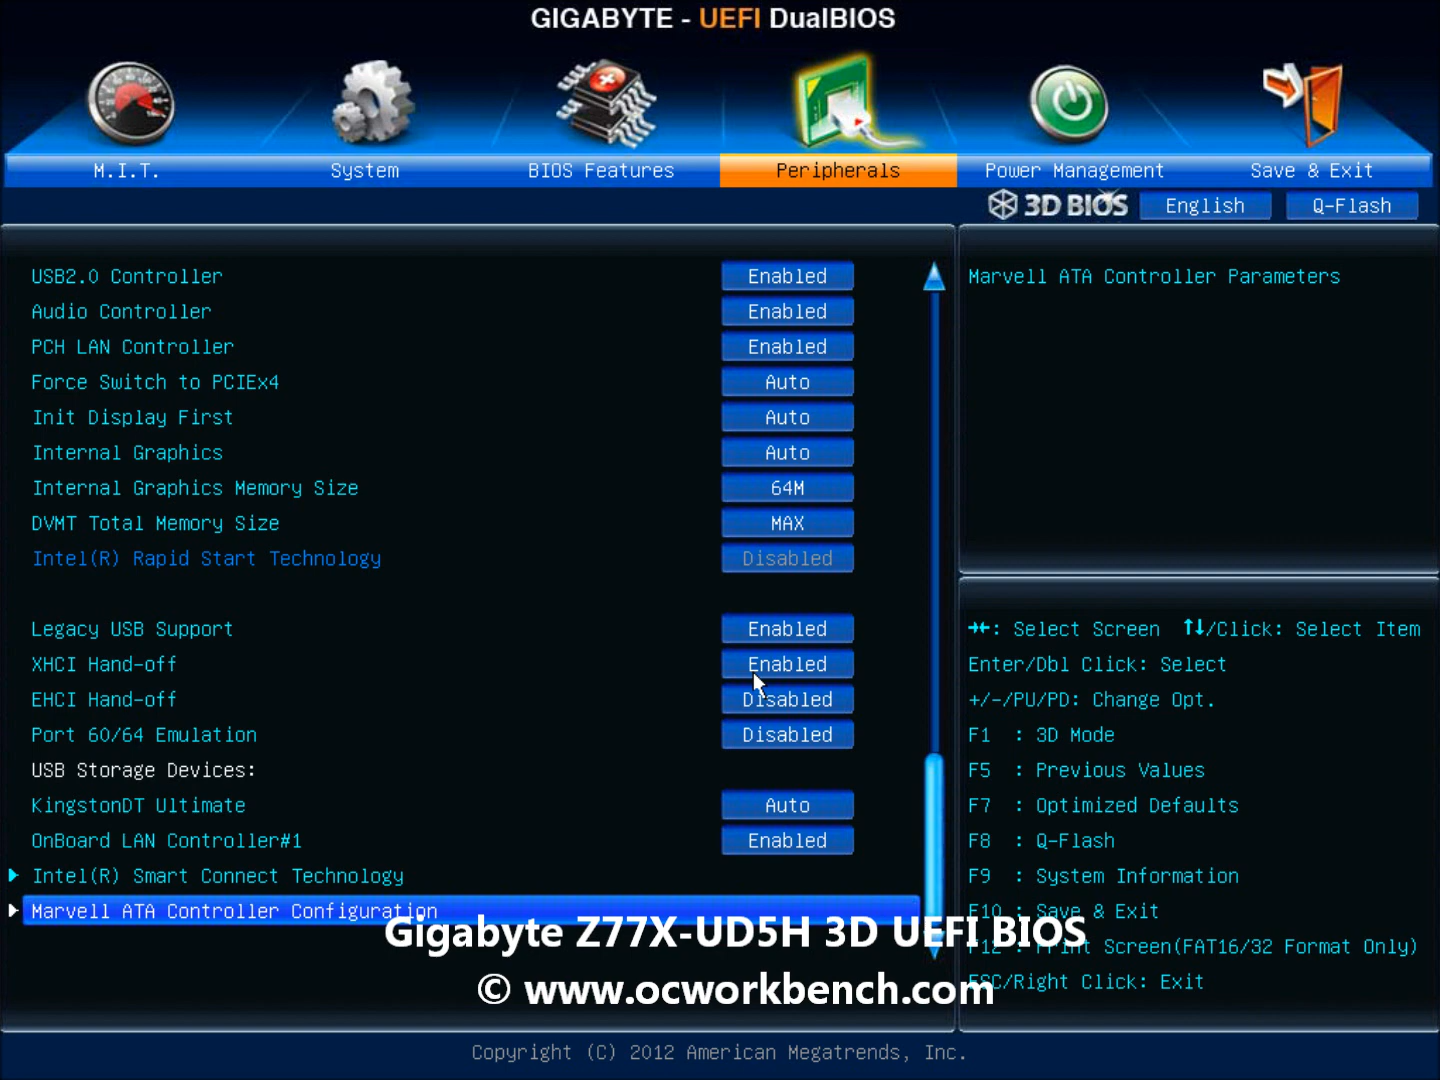 GIGABYTE - UEFI DualBIOS
M.I.T. System BIOS Features Peripherals Power Management Save & Exit
3D BIOS English Q-Flash
USB2.0 Controller Enabled
Audio Controller Enabled
PCH LAN Controller Enabled
Force Switch to PCIEx4 Auto
Init Display First Auto
Internal Graphics Auto
Internal Graphics Memory Size 64M
DVMT Total Memory Size MAX
Intel(R) Rapid Start Technology Disabled
Legacy USB Support Enabled
XHCI Hand-off Enabled
EHCI Hand-off Disabled
Port 60/64 Emulation Disabled
USB Storage Devices:
KingstonDT Ultimate Auto
OnBoard LAN Controller#1 Enabled
Intel(R) Smart Connect Technology
Marvell ATA Controller Configuration
Marvell ATA Controller Parameters
→←: Select Screen ↑↓/Click: Select Item
Enter/Dbl Click: Select
+/-/PU/PD: Change Opt.
F1 : 3D Mode
F5 : Previous Values
F7 : Optimized Defaults
F8 : Q-Flash
F9 : System Information
F10 : Save & Exit
F12 : Print Screen(FAT16/32 Format Only)
ESC/Right Click: Exit
Gigabyte Z77X-UD5H 3D UEFI BIOS
© www.ocworkbench.com
Copyright (C) 2012 American Megatrends, Inc.